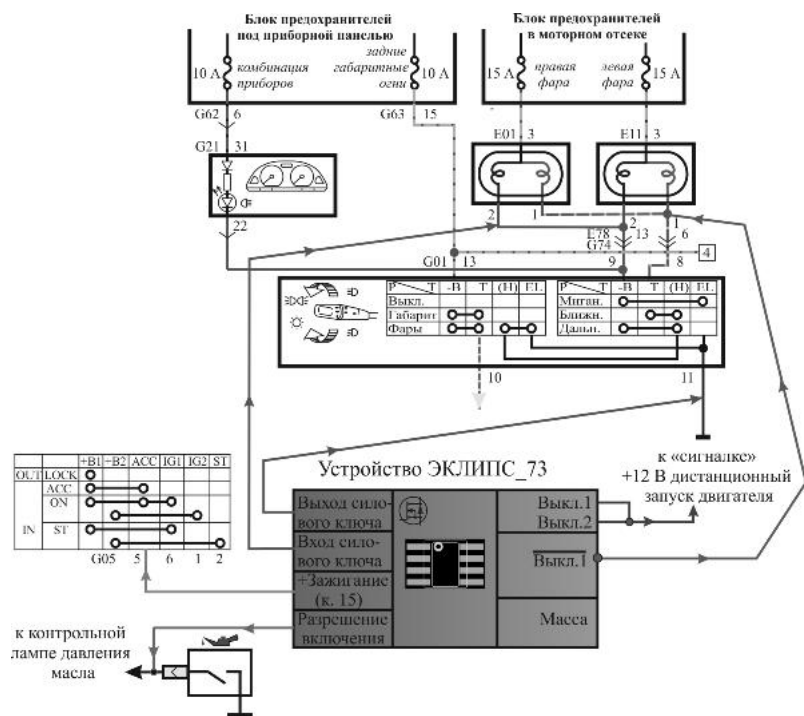 Блок предохранителей
под приборной панелью
Блок предохранителей
в моторном отсеке
10 А
комбинация
приборов
задние
габаритные
огни
10 А
15 А
правая
фара
левая
фара
15 А
G62 6
G63 15
E01 3
E11 3
G21 31
22
2
1
2
1
E78 13
G74
6
4
G01 13
9
8
P T -B T (H) EL
Выкл.
Габарит
Фары
P T -B T (H) EL
Миган.
Ближн.
Дальн.
10
11
+B1 +B2 ACC IG1 IG2 ST
OUT LOCK
ACC
ON
IN ST
G05 5 6 1 2
Устройство ЭКЛИПС_73
к «сигналке»
+12 В дистанционный
запуск двигателя
Выход сило-
вого ключа
Вход сило-
вого ключа
+Зажигание
(к. 15)
Разрешение
включения
Выкл.1
Выкл.2
Выкл.1
Масса
к контрольной
лампе давления
масла